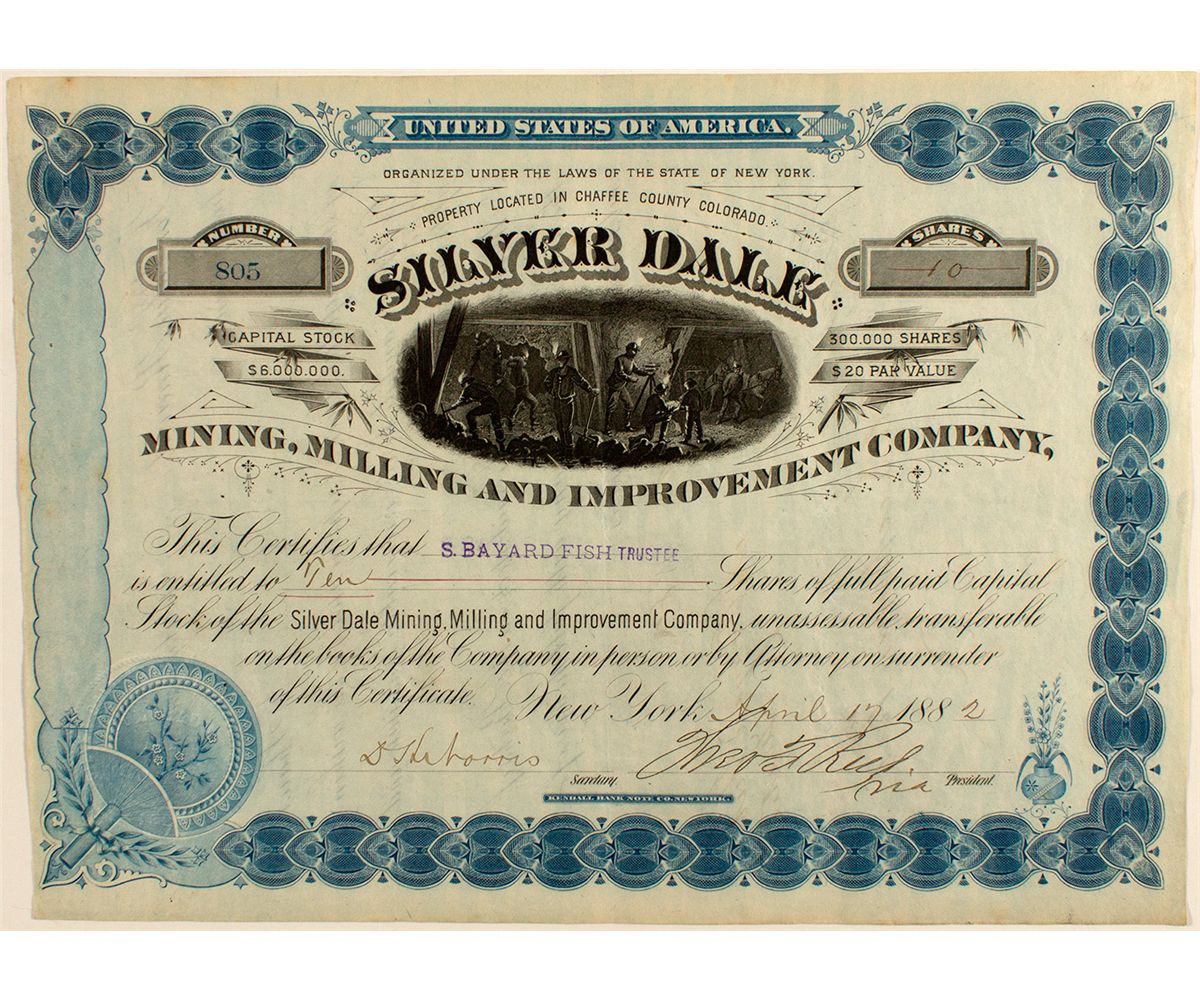 UNITED STATES OF AMERICA.
ORGANIZED UNDER THE LAWS OF THE STATE OF NEW YORK.
PROPERTY LOCATED IN CHAFFEE COUNTY COLORADO.
NUMBER
805
SHARES
10
SILVER DALE
CAPITAL STOCK
$6.000.000.
300.000 SHARES
$20 PAR VALUE
MINING, MILLING AND IMPROVEMENT COMPANY,
This Certifies that S. BAYARD FISH TRUSTEE
is entitled to Ten Shares of full paid Capital
Stock of the Silver Dale Mining, Milling and Improvement Company, unassessable, transferable
on the books of the Company in person or by Attorney on surrender
of this Certificate. New York April 17 1882
Secretary. President.
KENDALL BANK NOTE CO. NEW YORK.